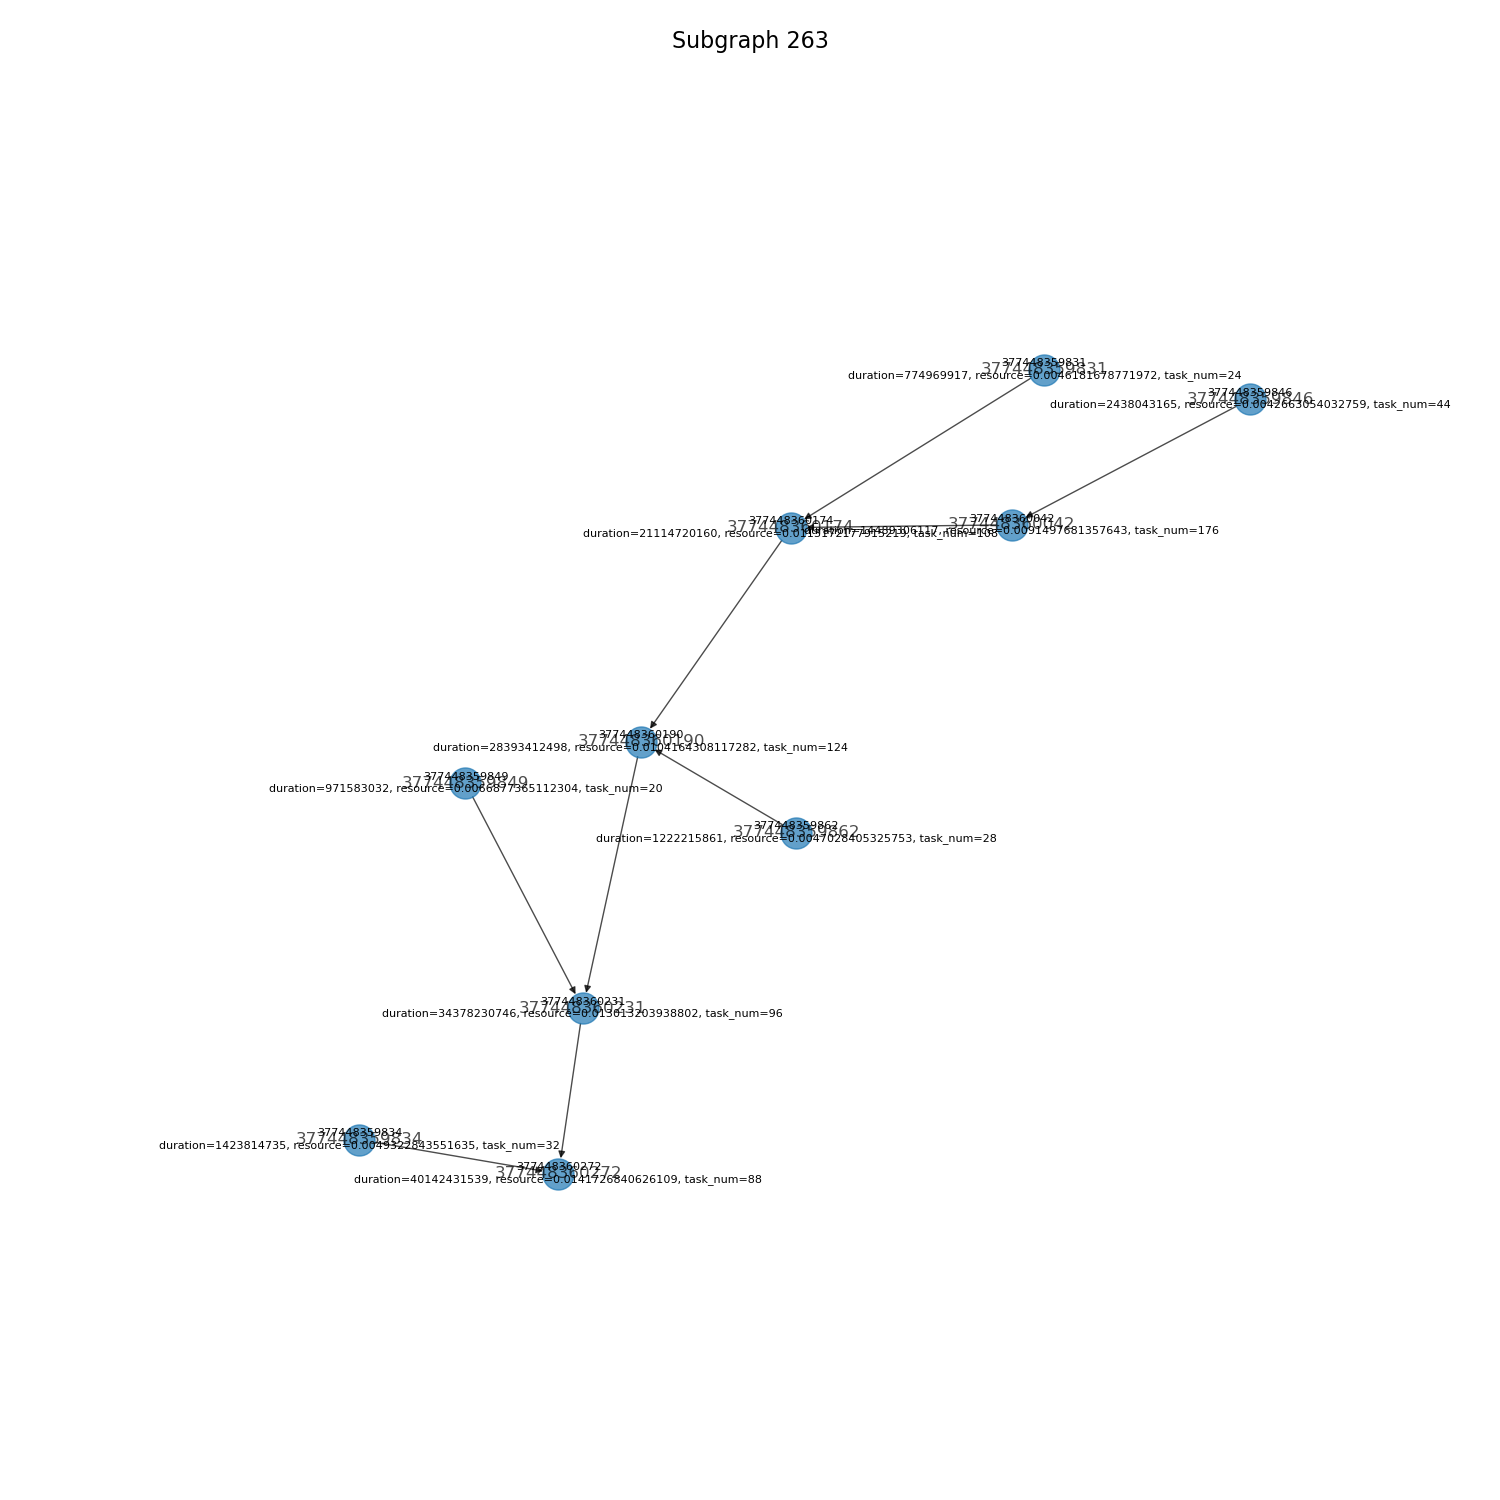 Subgraph 263
377448359831
377448359831
duration=774969917, resource=0.0046181678771972, task_num=24
377448359846
377448359846
duration=2438043165, resource=0.0042663054032759, task_num=44
377448360174
377448360174
duration=21114720160, resource=0.0115172177915219, task_num=108
377448360042
377448360042
resource=0.0091497681357643, task_num=176
377448360190
377448360190
duration=28393412498, resource=0.0104164308117282, task_num=124
377448359849
377448359849
duration=971583032, resource=0.0066877365112304, task_num=20
377448359862
377448359862
duration=1222215861, resource=0.0047028405325753, task_num=28
377448360231
377448360231
duration=34378230746, resource=0.013013203938802, task_num=96
377448359834
377448359834
duration=1423814735, resource=0.0049322843551635, task_num=32
377448360272
377448360272
duration=40142431539, resource=0.0141726840626109, task_num=88